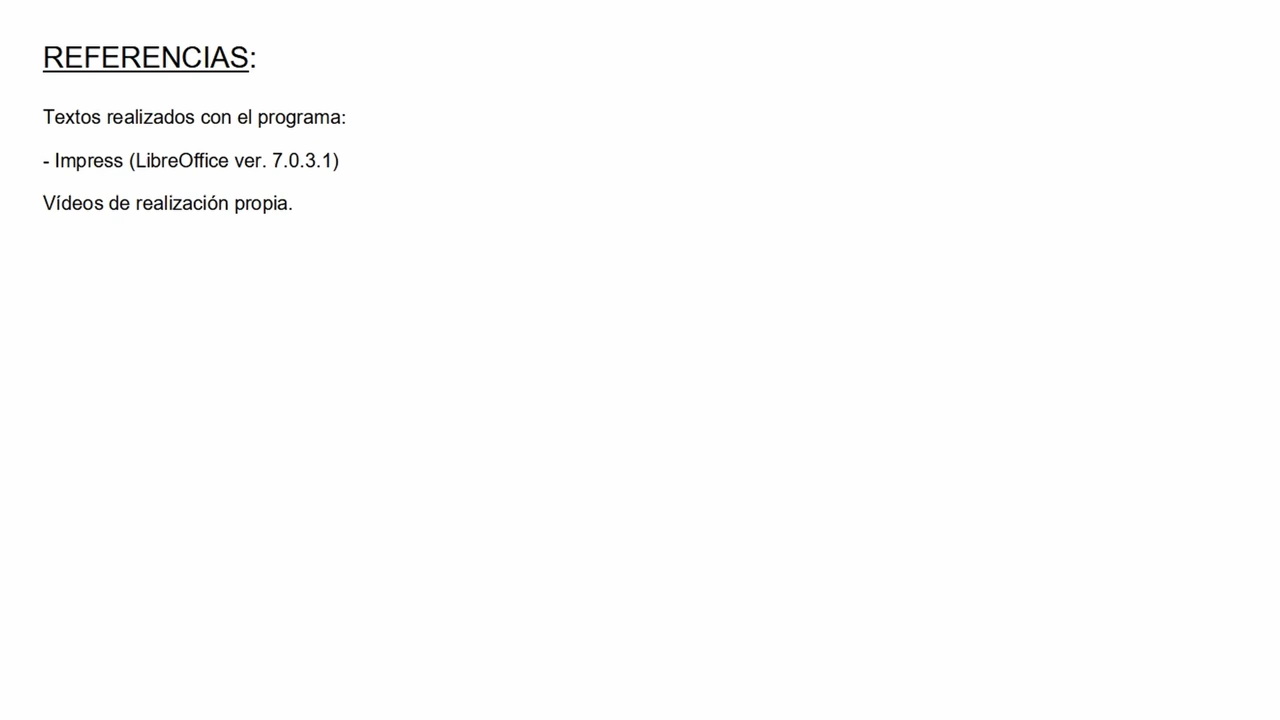 REFERENCIAS:
Textos realizados con el programa:
- Impress (LibreOffice ver. 7.0.3.1)
Vídeos de realización propia.